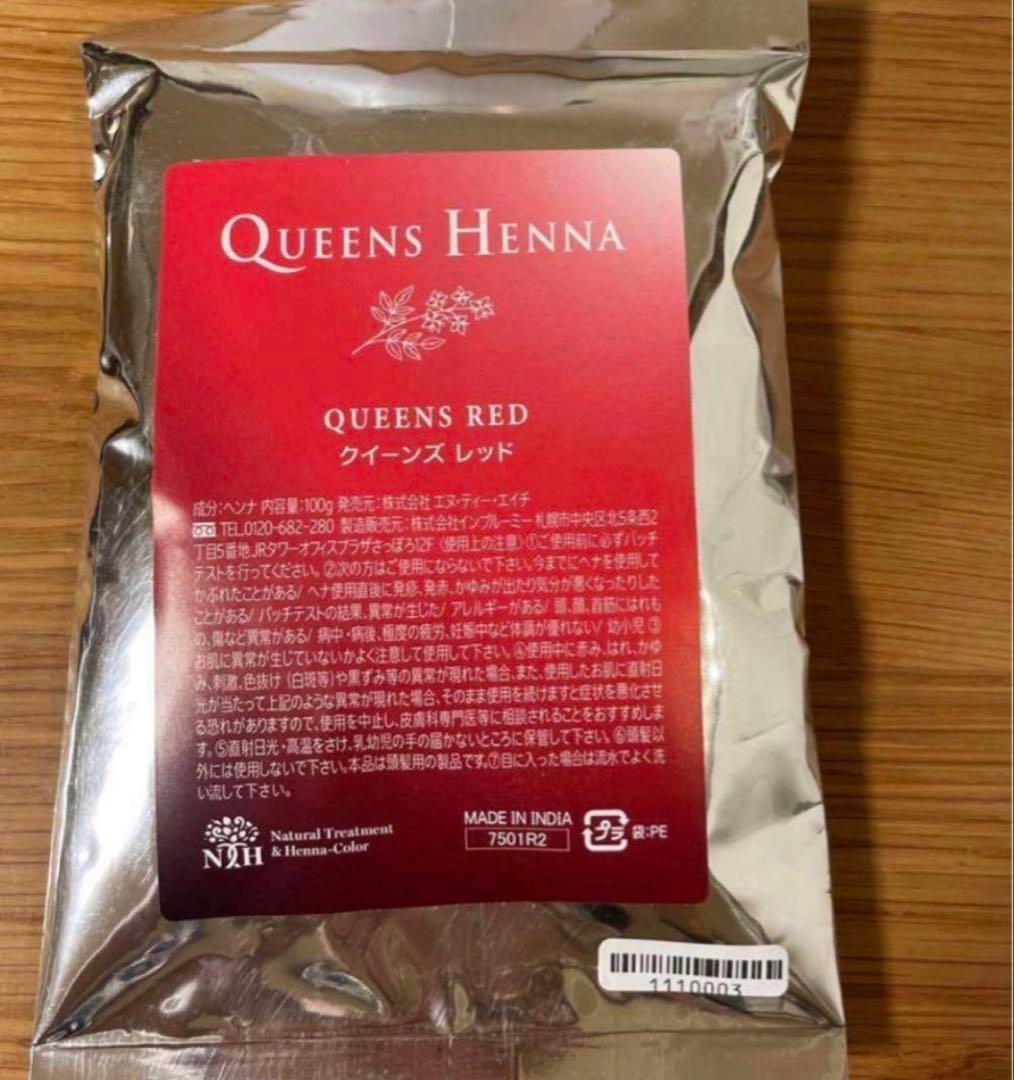 QUEENS HENNA
QUEENS RED
クイーンズ レッド
成分:ヘンナ 内容量:100g 発売元:株式会社 エヌ・ティー・エイチ
TEL.0120-682-280 製造販売元:株式会社インブルーミー 札幌市中央区北5条西2
丁目5番地 JRタワーオフィスプラザさっぽろ12F 〈使用上の注意〉①ご使用前に必ずパッチ
テストを行ってください。②次の方はご使用にならないで下さい。今までにヘナを使用して
かぶれたことがある/ ヘナ使用直後に発疹、発赤、かゆみが出たり気分が悪くなったりした
ことがある/ パッチテストの結果、異常が生じた/ アレルギーがある/ 頭、顔、首筋にはれも
の、傷など異常がある/ 病中・病後、極度の疲労、妊娠中など体調が優れない/ 幼小児 ③
お肌に異常が生じていないかよく注意して使用して下さい。④使用中に赤み、はれ、かゆ
み、刺激、色抜け (白斑等)や黒ずみ等の異常が現れた場合、また、使用したお肌に直射日
光が当たって上記のような異常が現れた場合、そのまま使用を続けますと症状を悪化させ
る恐れがありますので、使用を中止し、皮膚科専門医等に相談されることをおすすめしま
す。⑤直射日光・高温をさけ、乳幼児の手の届かないところに保管して下さい。⑥頭髪以
外には使用しないで下さい。本品は頭髪用の製品です。⑦目に入った場合は流水でよく洗
い流して下さい。
NTH Natural Treatment
& Henna-Color
MADE IN INDIA
7501R2
プラ 袋:PE
1110003